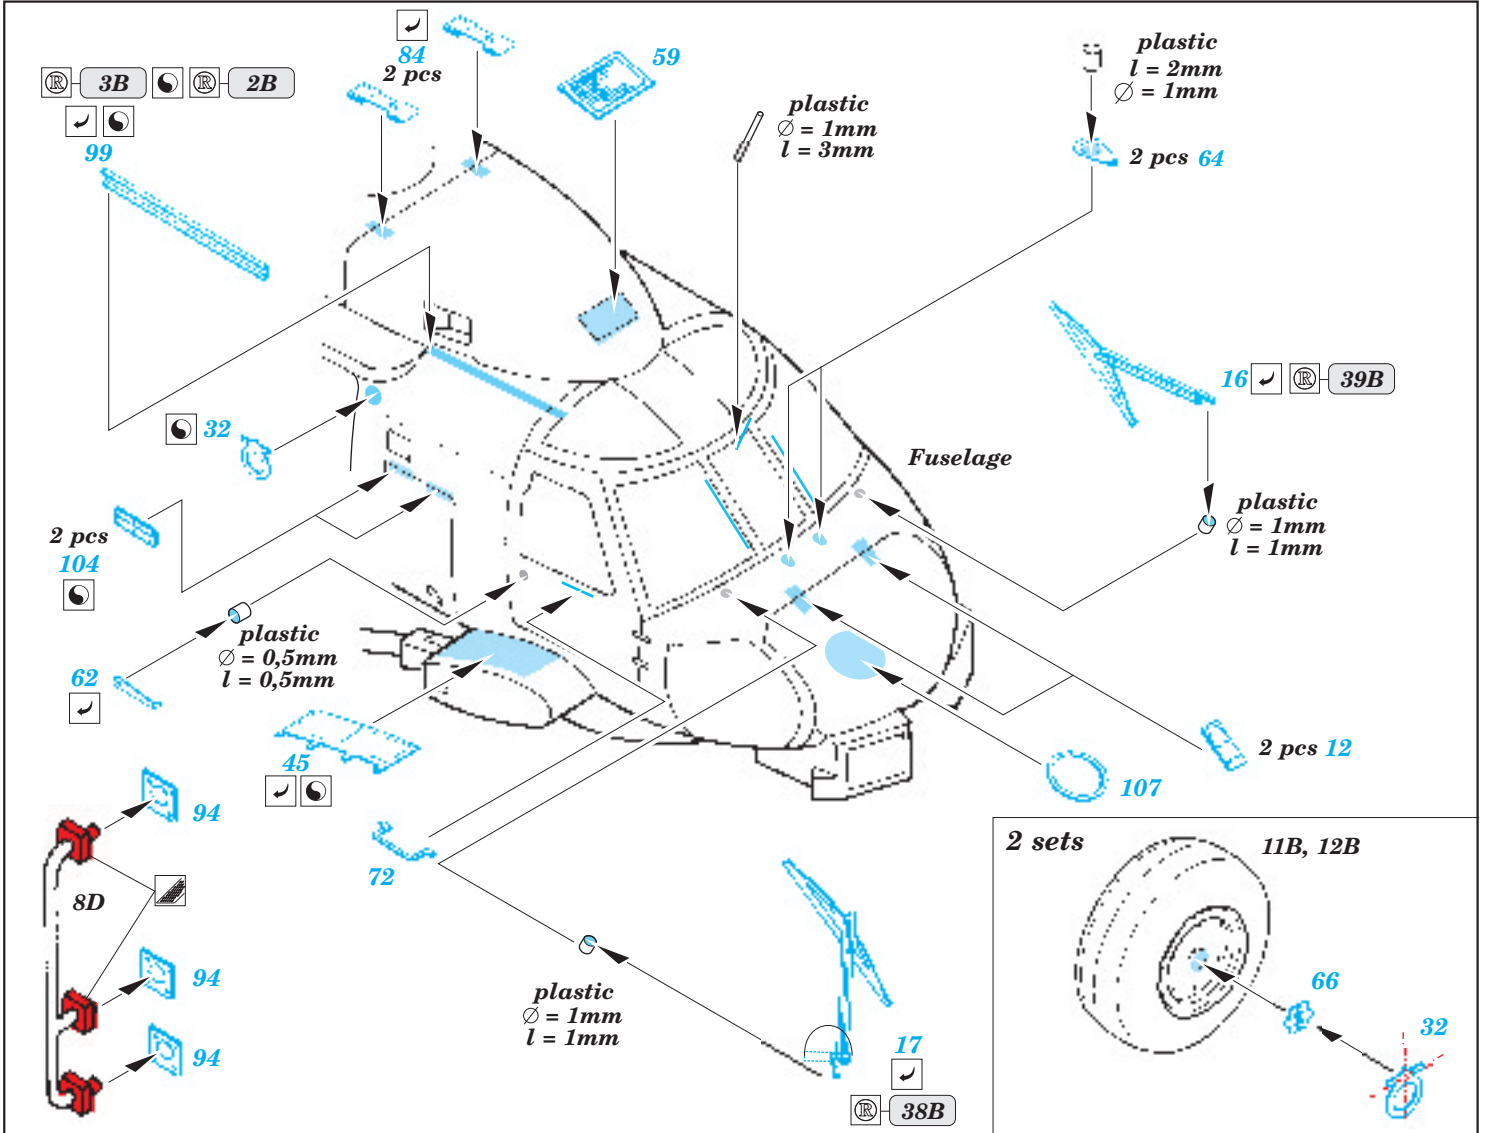 84
2 pcs
59
plastic
l = 2mm
Ø = 1mm
® 3B ® 2B
99
plastic
Ø = 1mm
l = 3mm
2 pcs 64
16 ® 39B
32
Fuselage
plastic
Ø = 1mm
l = 1mm
2 pcs
104
plastic
Ø = 0,5mm
l = 0,5mm
62
45
2 pcs 12
107
94
72
8D
94
94
plastic
Ø = 1mm
l = 1mm
17
® 38B
2 sets
11B, 12B
66
32